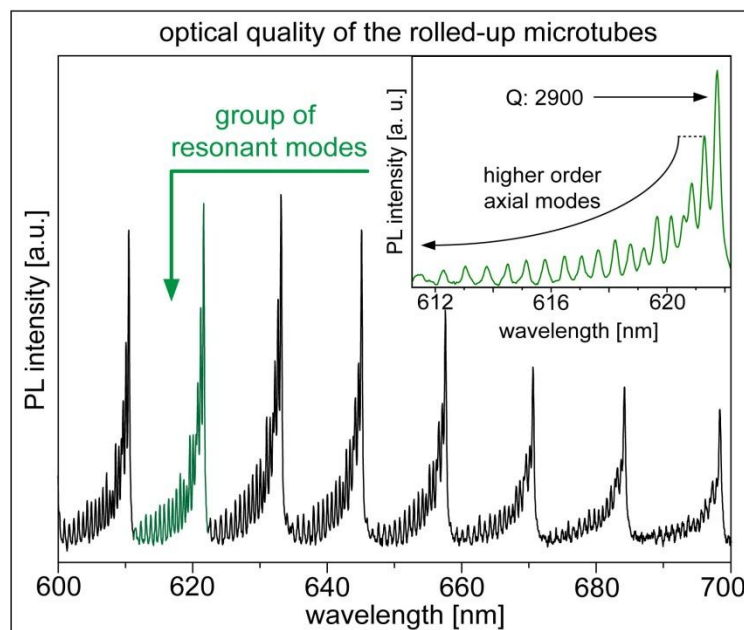 optical quality of the rolled-up microtubes
group of
resonant modes
PL intensity [a.u.]
600
620
640
660
680
700
wavelength [nm]
Q: 2900
higher order
axial modes
PL intensity [a. u.]
612
616
620
wavelength [nm]